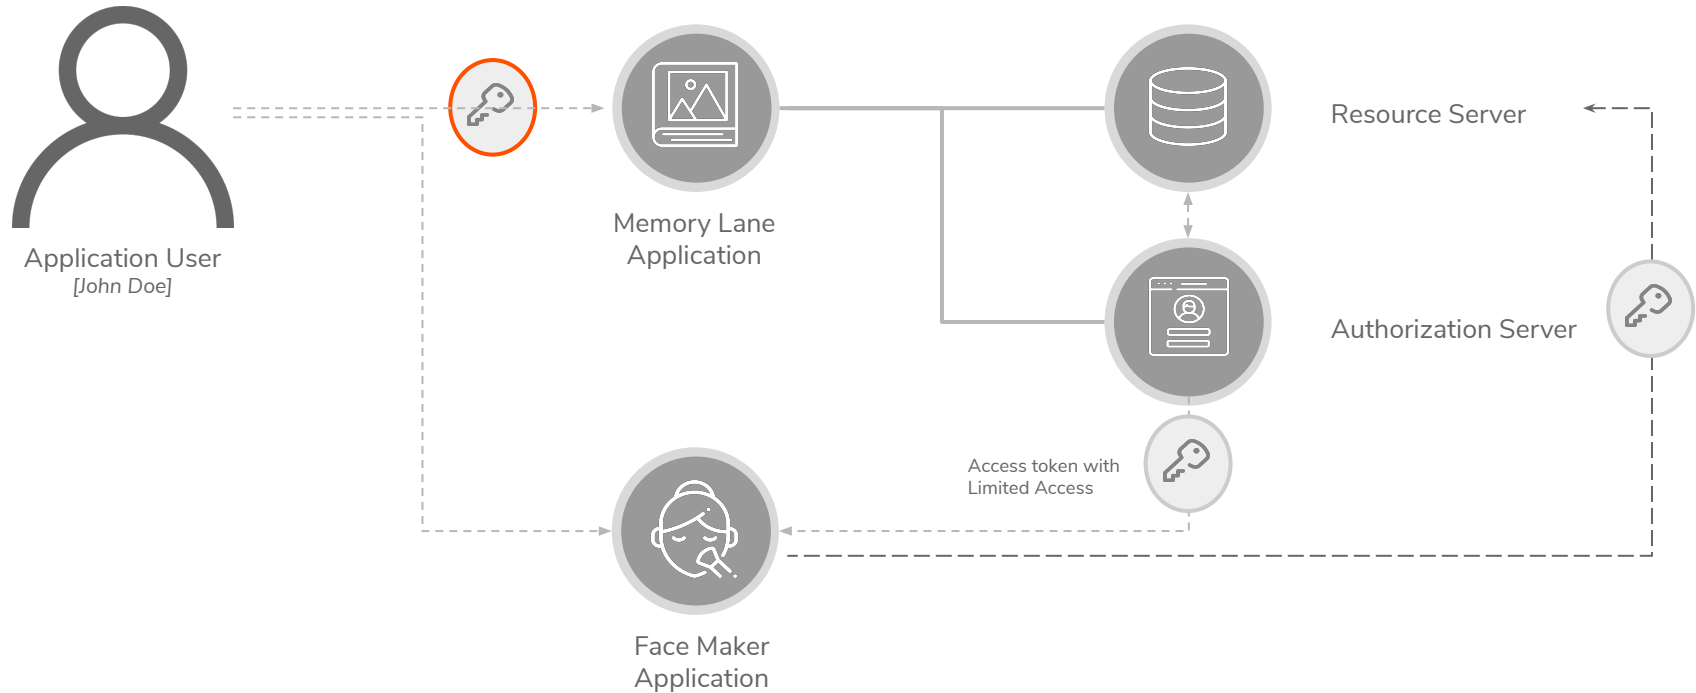 Application User
[John Doe]
Memory Lane
Application
Resource Server
Authorization Server
Access token with
Limited Access
Face Maker
Application